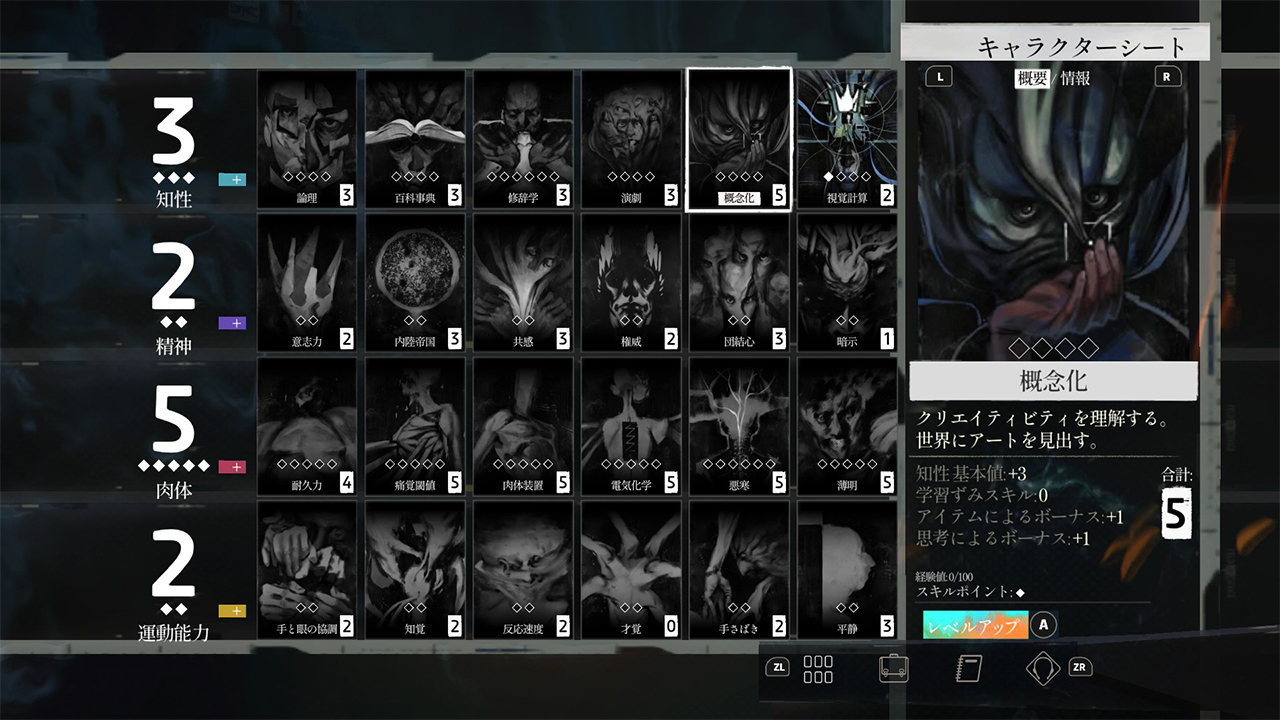 キャラクターシート
L 概要/情報 R
3
知性
+
論理 3
百科事典 3
修辞学 3
演劇 3
概念化 5
視覚計算 2
2
精神
+
意志力 2
内陸帝国 3
共感 3
権威 2
団結心 3
暗示 1
5
肉体
+
耐久力 4
痛覚閾値 5
肉体装置 5
電気化学 5
悪寒 5
薄明 5
2
運動能力
+
手と眼の協調 2
知覚 2
反応速度 2
才覚 0
手さばき 2
平静 3
概念化
クリエイティビティを理解する。
世界にアートを見出す。
知性 基本値:+3
学習ずみスキル:0
アイテムによるボーナス:+1
思考によるボーナス:+1
合計:
5
経験値:0/100
スキルポイント:◆
レベルアップ A
ZL ZR